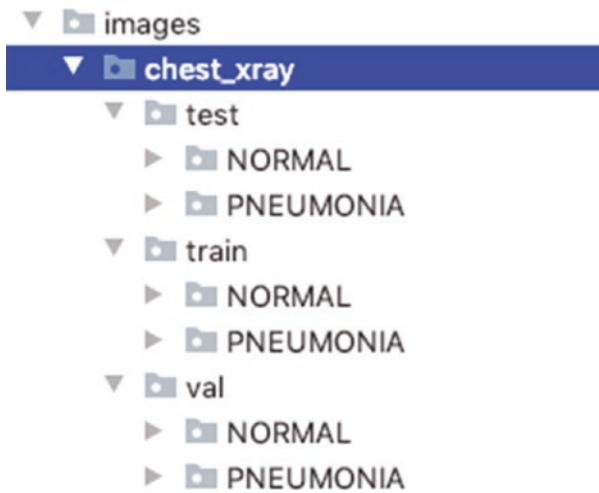 images
chest_xray
test
NORMAL
PNEUMONIA
train
NORMAL
PNEUMONIA
val
NORMAL
PNEUMONIA